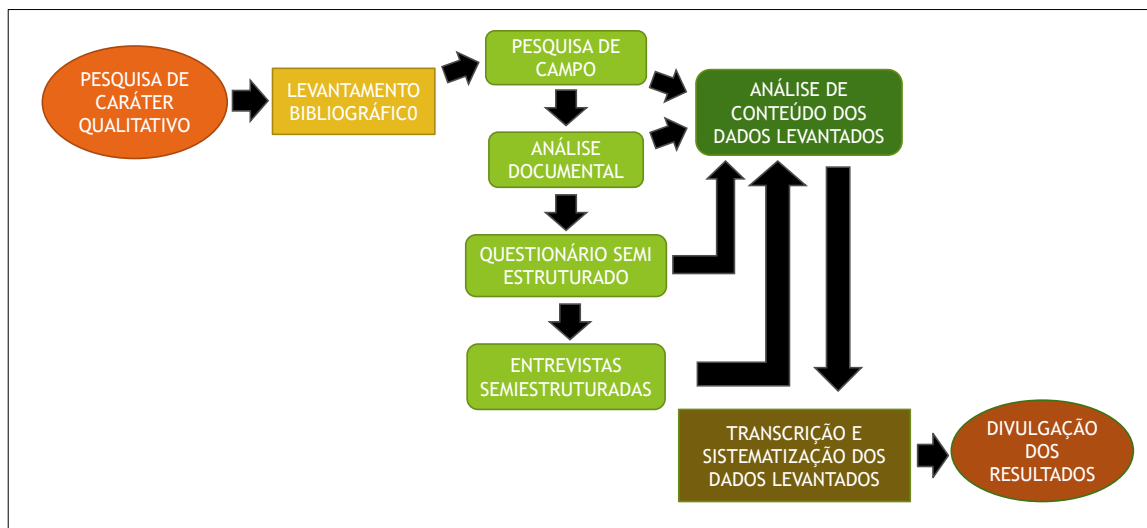 PESQUISA DE
CARÁTER
QUALITATIVO
LEVANTAMENTO
BIBLIOGRÁFIC0
PESQUISA DE
CAMPO
ANÁLISE
DOCUMENTAL
QUESTIONÁRIO SEMI
ESTRUTURADO
ENTREVISTAS
SEMIESTRUTURADAS
ANÁLISE DE
CONTEÚDO DOS
DADOS LEVANTADOS
TRANSCRIÇÃO E
SISTEMATIZAÇÃO DOS
DADOS LEVANTADOS
DIVULGAÇÃO
DOS
RESULTADOS